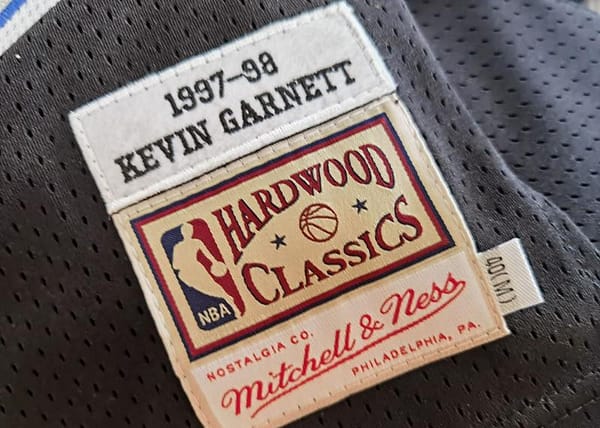 1997-98
KEVIN GARNETT
HARDWOOD
CLASSICS
NBA
40(M)
NOSTALGIA CO.
Mitchell & Ness
PHILADELPHIA, PA.